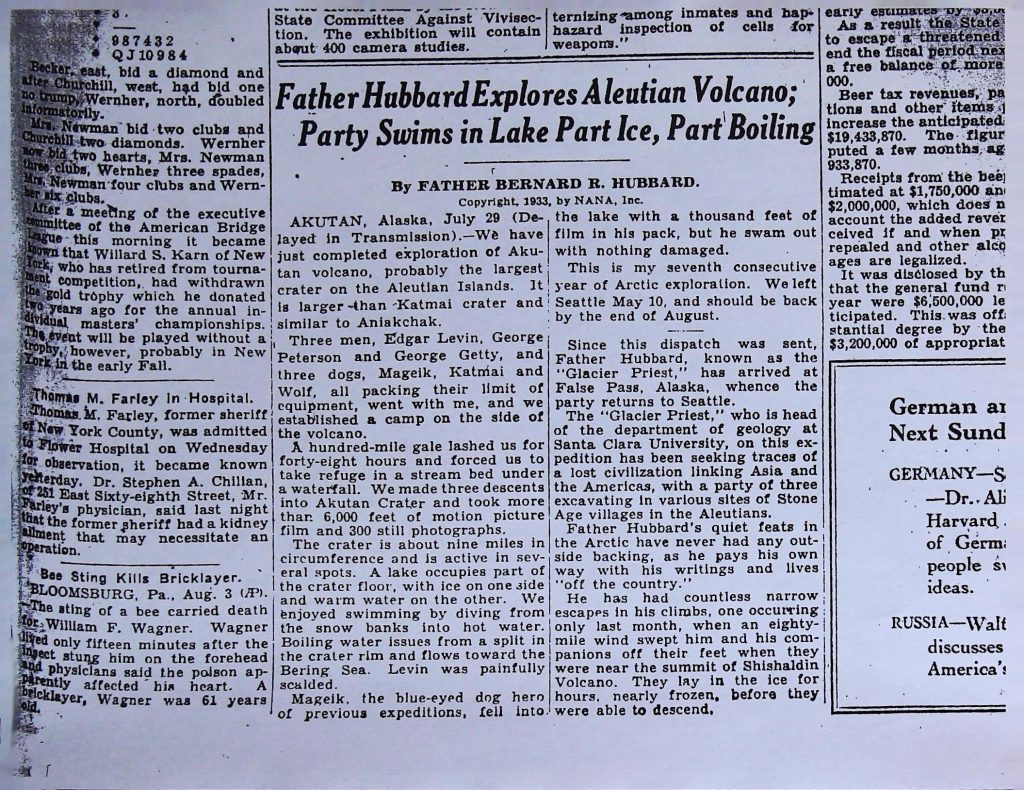 8.
987432
QJ10984
Becker, east, bid a diamond and
after Churchill, west, had bid one
no trump, Wernher, north, doubled
informatorily.
Mrs. Newman bid two clubs and
Churchill two diamonds. Wernher
now bid two hearts, Mrs. Newman
three clubs, Wernher three spades,
Mrs. Newman four clubs and Wern-
her six clubs.
After a meeting of the executive
committee of the American Bridge
League this morning it became
known that Willard S. Karn of New
York, who has retired from tourna-
ment competition, had withdrawn
the gold trophy which he donated
two years ago for the annual in-
dividual masters' championships.
The event will be played without a
trophy, however, probably in New
York in the early Fall.
Thomas M. Farley in Hospital.
Thomas M. Farley, former sheriff
of New York County, was admitted
to Flower Hospital on Wednesday
for observation, it became known
yesterday. Dr. Stephen A. Chilian,
of 251 East Sixty-eighth Street, Mr.
Farley's physician, said last night
that the former sheriff had a kidney
ailment that may necessitate an
operation.
Bee Sting Kills Bricklayer.
BLOOMSBURG, Pa., Aug. 3 (AP).
—The sting of a bee carried death
for William F. Wagner. Wagner
lived only fifteen minutes after the
insect stung him on the forehead
and physicians said the poison ap-
parently affected his heart. A
bricklayer, Wagner was 61 years
old.
State Committee Against Vivisec-
tion. The exhibition will contain
about 400 camera studies.
ternizing among inmates and hap-
hazard inspection of cells for
weapons."
Father Hubbard Explores Aleutian Volcano;
Party Swims in Lake Part Ice, Part Boiling
By FATHER BERNARD R. HUBBARD.
Copyright, 1933, by NANA, Inc.
AKUTAN, Alaska, July 29 (De-
layed in Transmission).—We have
just completed exploration of Aku-
tan volcano, probably the largest
crater on the Aleutian Islands. It
is larger than Katmai crater and
similar to Aniakchak.
Three men, Edgar Levin, George
Peterson and George Getty, and
three dogs, Mageik, Katmai and
Wolf, all packing their limit of
equipment, went with me, and we
established a camp on the side of
the volcano.
A hundred-mile gale lashed us for
forty-eight hours and forced us to
take refuge in a stream bed under
a waterfall. We made three descents
into Akutan Crater and took more
than 6,000 feet of motion picture
film and 300 still photographs.
The crater is about nine miles in
circumference and is active in sev-
eral spots. A lake occupies part of
the crater floor, with ice on one side
and warm water on the other. We
enjoyed swimming by diving from
the snow banks into hot water.
Boiling water issues from a split in
the crater rim and flows toward the
Bering Sea. Levin was painfully
scalded.
Mageik, the blue-eyed dog hero
of previous expeditions, fell into
the lake with a thousand feet of
film in his pack, but he swam out
with nothing damaged.
This is my seventh consecutive
year of Arctic exploration. We left
Seattle May 10, and should be back
by the end of August.
Since this dispatch was sent,
Father Hubbard, known as the
"Glacier Priest," has arrived at
False Pass, Alaska, whence the
party returns to Seattle.
The "Glacier Priest," who is head
of the department of geology at
Santa Clara University, on this ex-
pedition has been seeking traces of
a lost civilization linking Asia and
the Americas, with a party of three
excavating in various sites of Stone
Age villages in the Aleutians.
Father Hubbard's quiet feats in
the Arctic have never had any out-
side backing, as he pays his own
way with his writings and lives
"off the country."
He has had countless narrow
escapes in his climbs, one occurring
only last month, when an eighty-
mile wind swept him and his com-
panions off their feet when they
were near the summit of Shishaldin
Volcano. They lay in the ice for
hours, nearly frozen, before they
were able to descend.
early estimates by
As a result the State
to escape a threatened
end the fiscal period nex
a free balance of more
000.
Beer tax revenues, pa
tions and other items
increase the anticipated
$19,433,870. The figur
puted a few months ag
933,870.
Receipts from the bee
timated at $1,750,000 an
$2,000,000, which does n
account the added rever
ceived if and when pr
repealed and other alco
ages are legalized.
It was disclosed by th
that the general fund r
year were $6,500,000 le
ticipated. This was off
stantial degree by the
$3,200,000 of appropriat
German ar
Next Sund
GERMANY—S
—Dr. Ali
Harvard
of Germ
people sv
ideas.
RUSSIA—Walt
discusses
America's